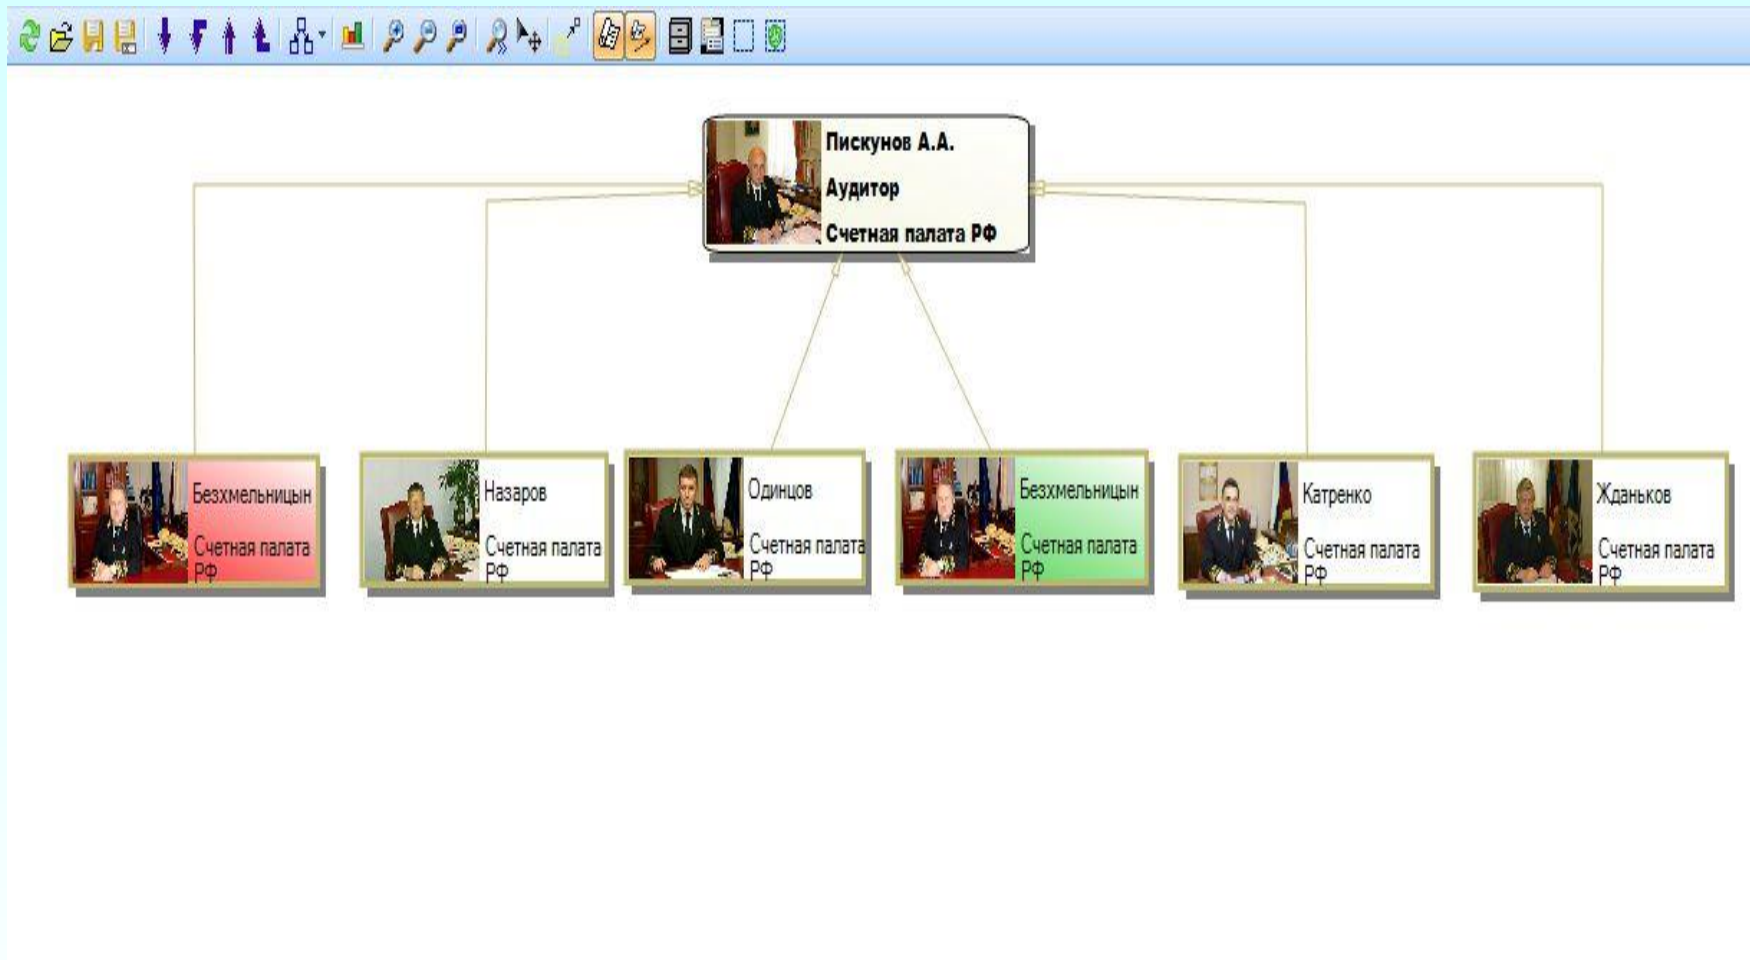 Пискунов А.А.
Аудитор
Счетная палата РФ
Безхмельницын
Счетная палата
РФ
Назаров
Счетная палата
РФ
Одинцов
Счетная палата
РФ
Безхмельницын
Счетная палата
РФ
Катренко
Счетная палата
РФ
Жданьков
Счетная палата
РФ